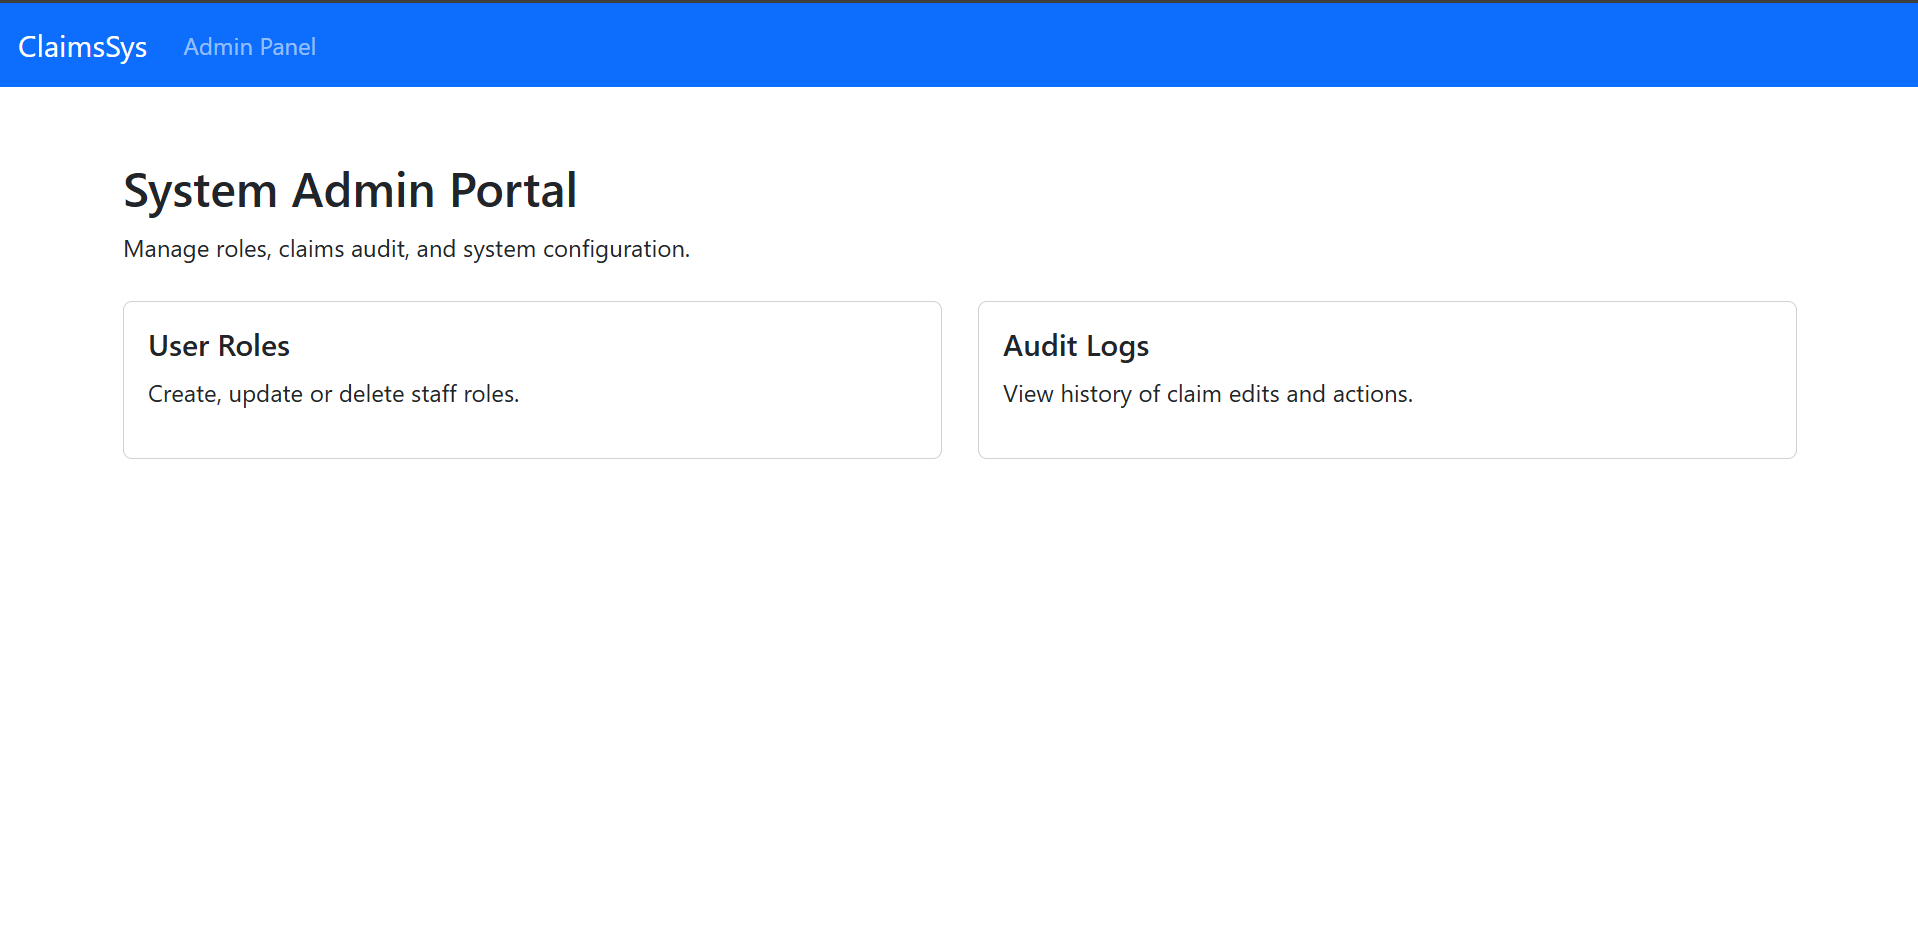 ClaimsSys Admin Panel
System Admin Portal
Manage roles, claims audit, and system configuration.
User Roles
Create, update or delete staff roles.
Audit Logs
View history of claim edits and actions.